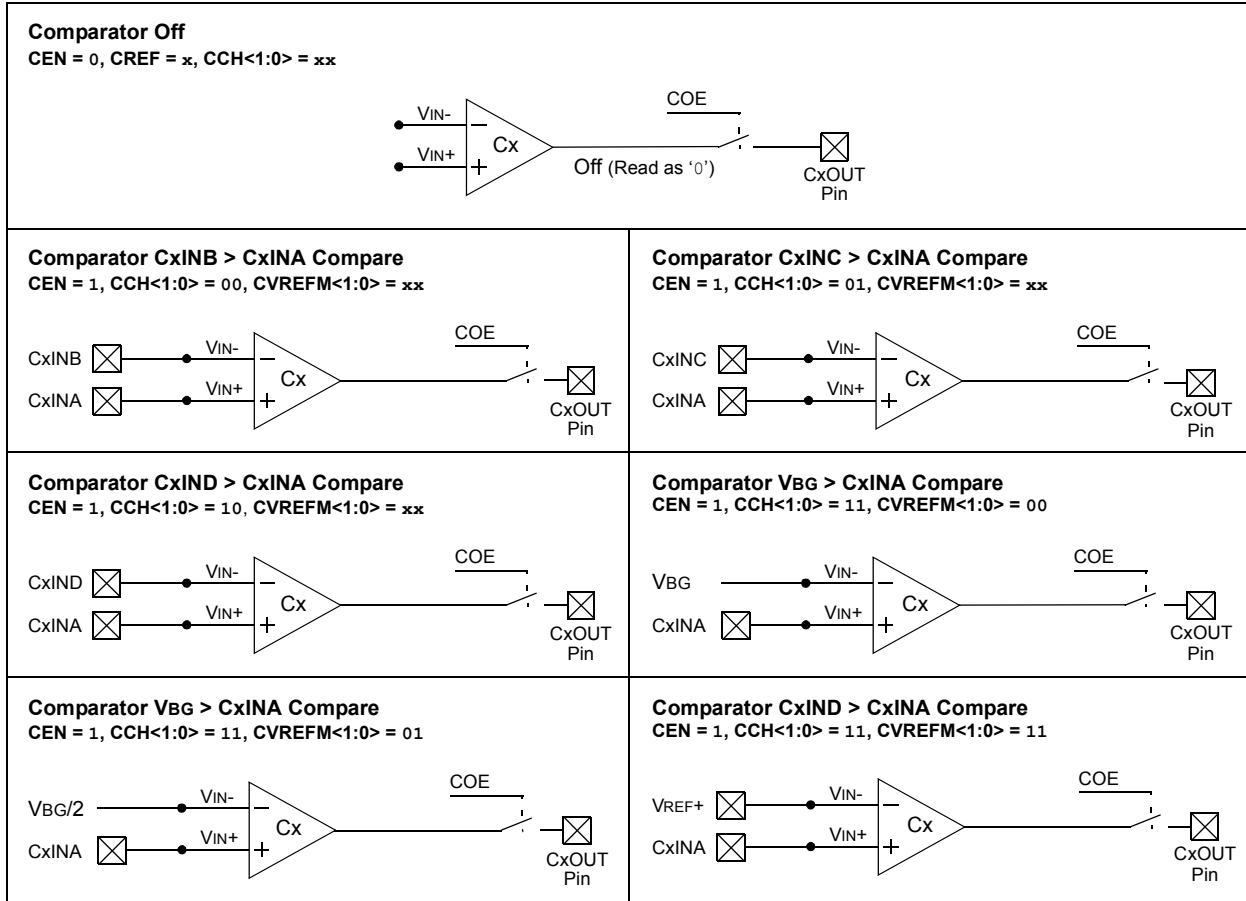 Comparator Off
CEN = 0, CREF = x, CCH<1:0> = xx
COE
VIN-
–
Cx
VIN+
+
Off (Read as ‘0’)
CxOUT
Pin
Comparator CxINB > CxINA Compare
CEN = 1, CCH<1:0> = 00, CVREFM<1:0> = xx
COE
CxINB
VIN-
–
Cx
CxINA
VIN+
+
CxOUT
Pin
Comparator CxINC > CxINA Compare
CEN = 1, CCH<1:0> = 01, CVREFM<1:0> = xx
COE
CxINC
VIN-
–
Cx
CxINA
VIN+
+
CxOUT
Pin
Comparator CxIND > CxINA Compare
CEN = 1, CCH<1:0> = 10, CVREFM<1:0> = xx
COE
CxIND
VIN-
–
Cx
CxINA
VIN+
+
CxOUT
Pin
Comparator VBG > CxINA Compare
CEN = 1, CCH<1:0> = 11, CVREFM<1:0> = 00
COE
VBG
VIN-
–
Cx
CxINA
VIN+
+
CxOUT
Pin
Comparator VBG > CxINA Compare
CEN = 1, CCH<1:0> = 11, CVREFM<1:0> = 01
COE
VBG/2
VIN-
–
Cx
CxINA
VIN+
+
CxOUT
Pin
Comparator CxIND > CxINA Compare
CEN = 1, CCH<1:0> = 11, CVREFM<1:0> = 11
COE
VREF+
VIN-
–
Cx
CxINA
VIN+
+
CxOUT
Pin